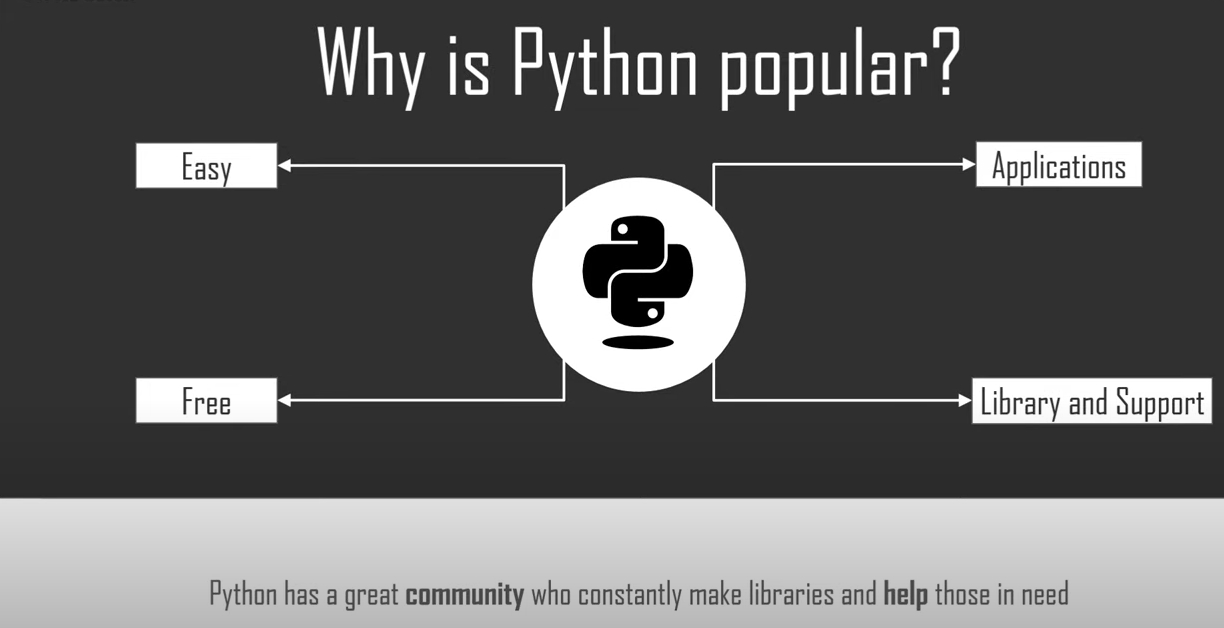 Why is Python popular?
Easy
Applications
Free
Library and Support
Python has a great community who constantly make libraries and help those in need